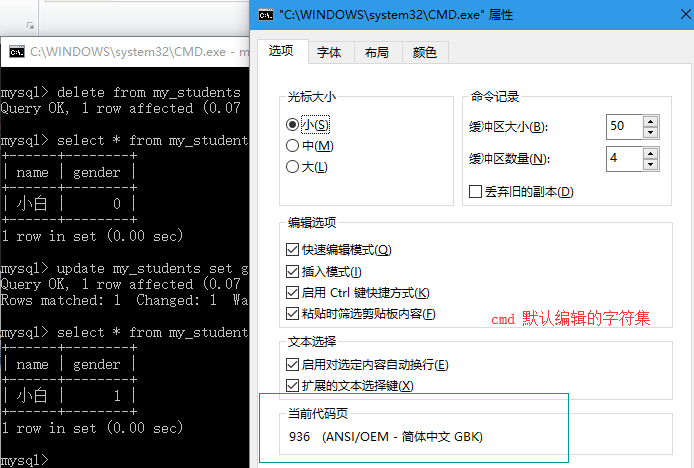 C:\WINDOWS\system32\CMD.exe - m
mysql> delete from my_students
Query OK, 1 row affected (0.07
mysql> select * from my_student
+------+--------+
| name | gender |
+------+--------+
| 小白 | 0 |
+------+--------+
1 row in set (0.00 sec)
mysql> update my_students set g
Query OK, 1 row affected (0.07
Rows matched: 1 Changed: 1 Wa
mysql> select * from my_student
+------+--------+
| name | gender |
+------+--------+
| 小白 | 1 |
+------+--------+
1 row in set (0.00 sec)
mysql>
"C:\WINDOWS\system32\CMD.exe" 属性
选项 字体 布局 颜色
光标大小
小(S)
中(M)
大(L)
命令记录
缓冲区大小(B): 50
缓冲区数量(N): 4
丢弃旧的副本(D)
编辑选项
快速编辑模式(Q)
插入模式(I)
启用 Ctrl 键快捷方式(K)
粘贴时筛选剪贴板内容(F)
cmd 默认编辑的字符集
文本选择
启用对选定内容自动换行(E)
扩展的文本选择键(X)
当前代码页
936 (ANSI/OEM - 简体中文 GBK)